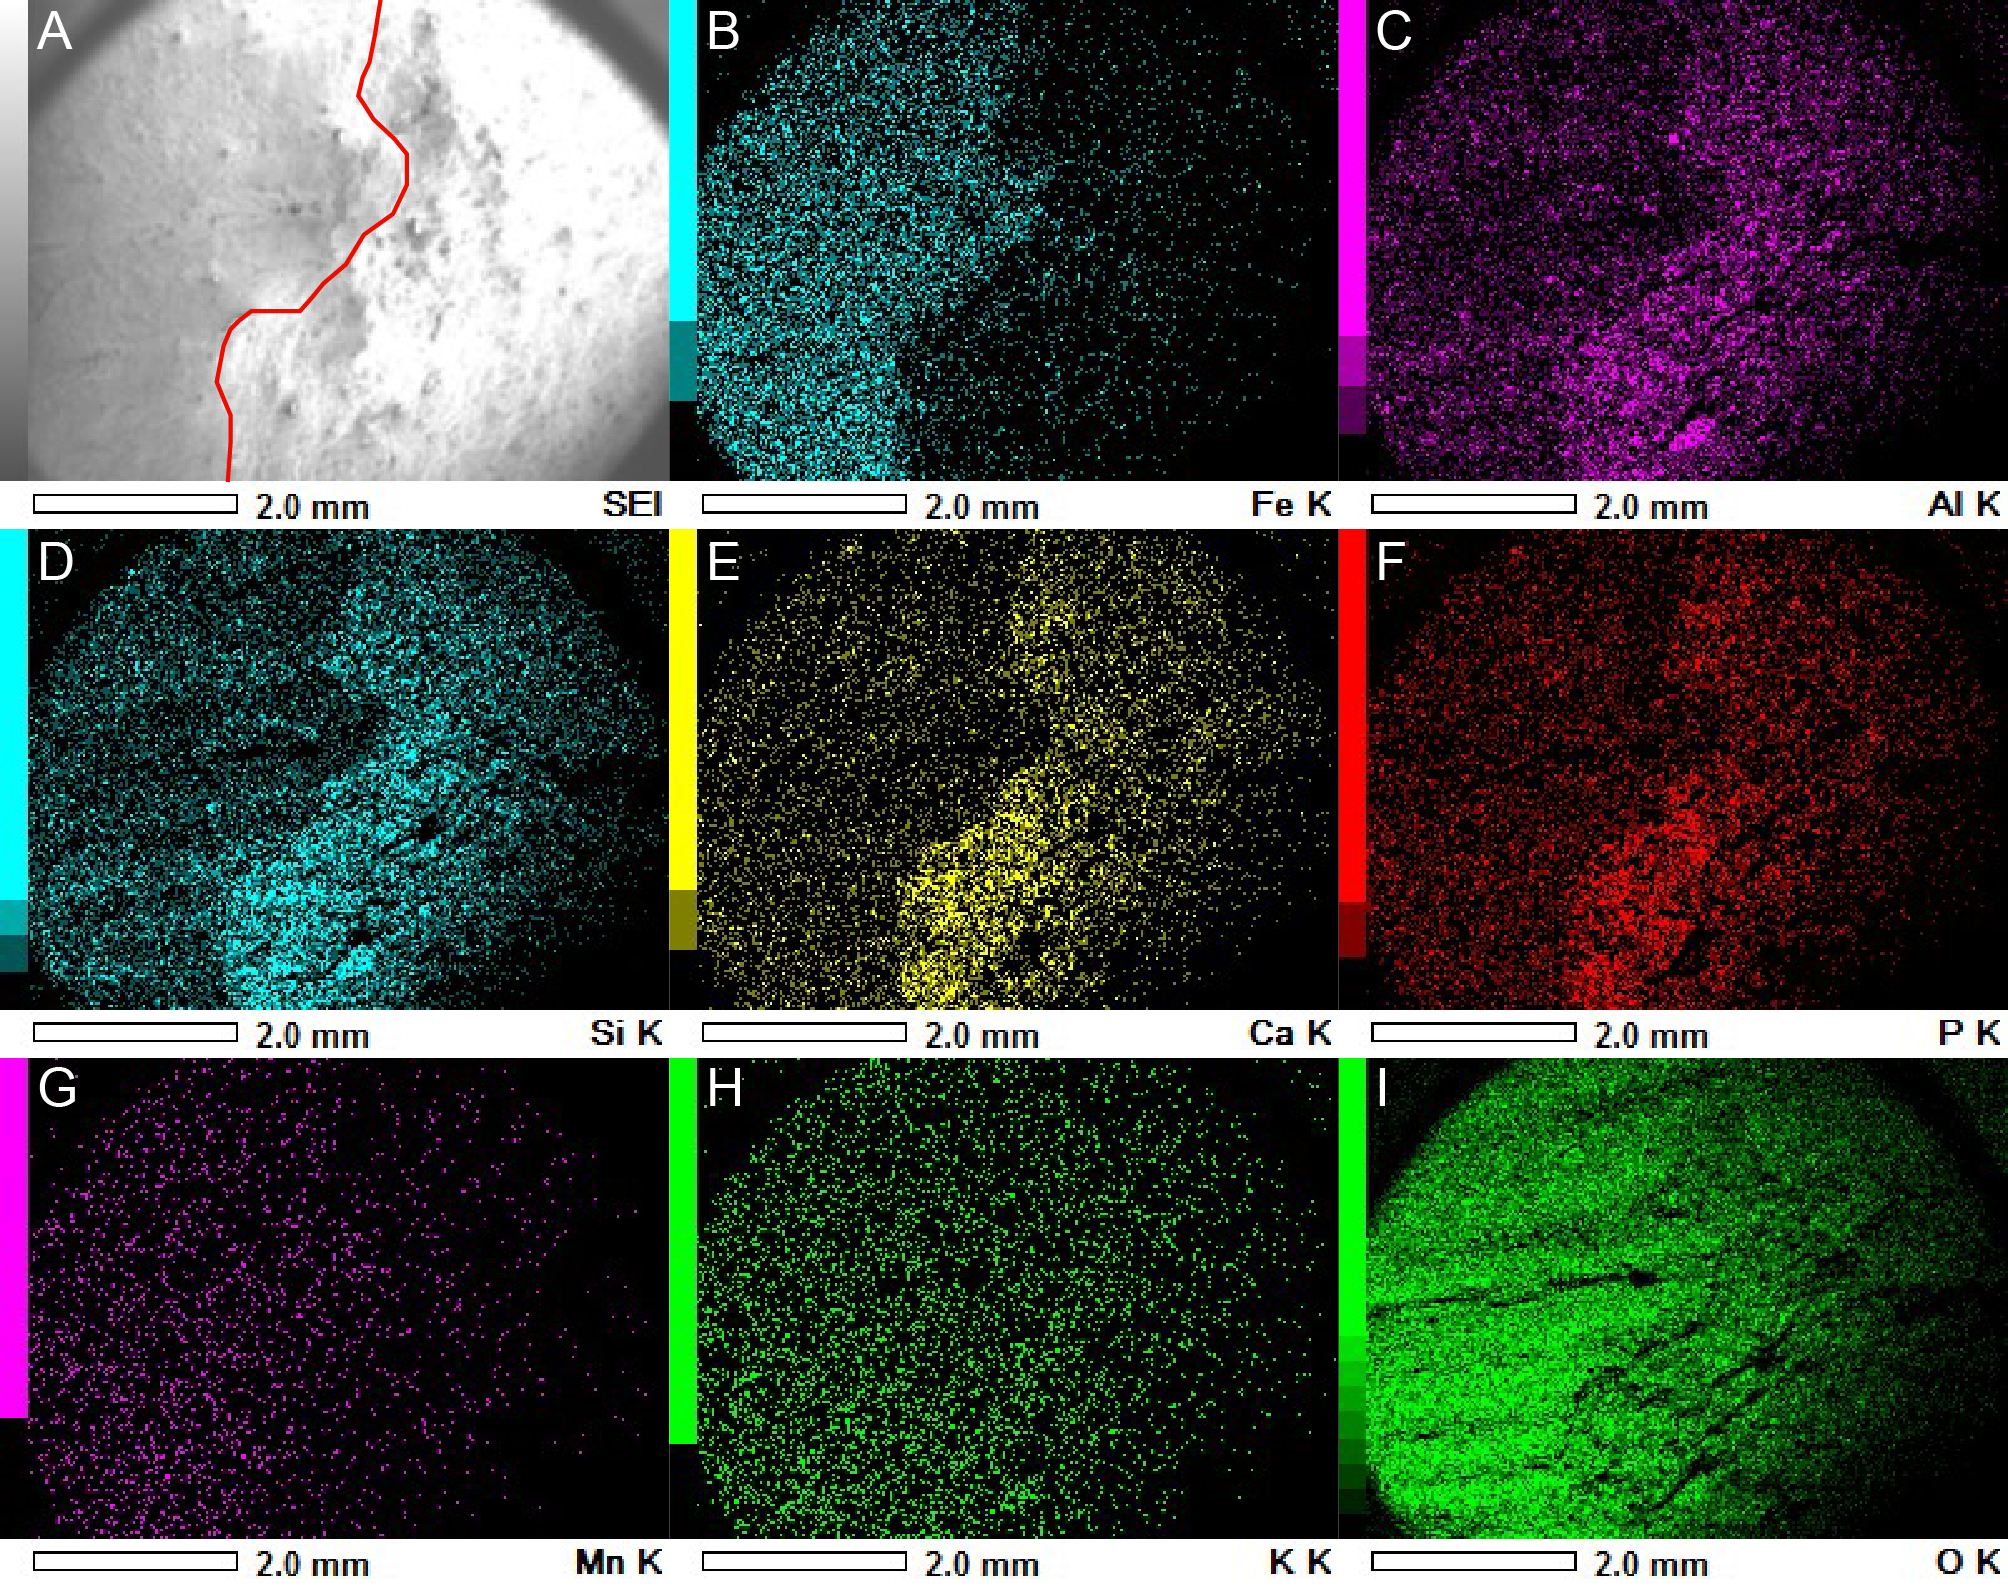 A
B
C
2.0 mm SEI
2.0 mm Fe K
2.0 mm Al K
D
E
F
2.0 mm Si K
2.0 mm Ca K
2.0 mm P K
G
H
I
2.0 mm Mn K
2.0 mm K K
2.0 mm O K